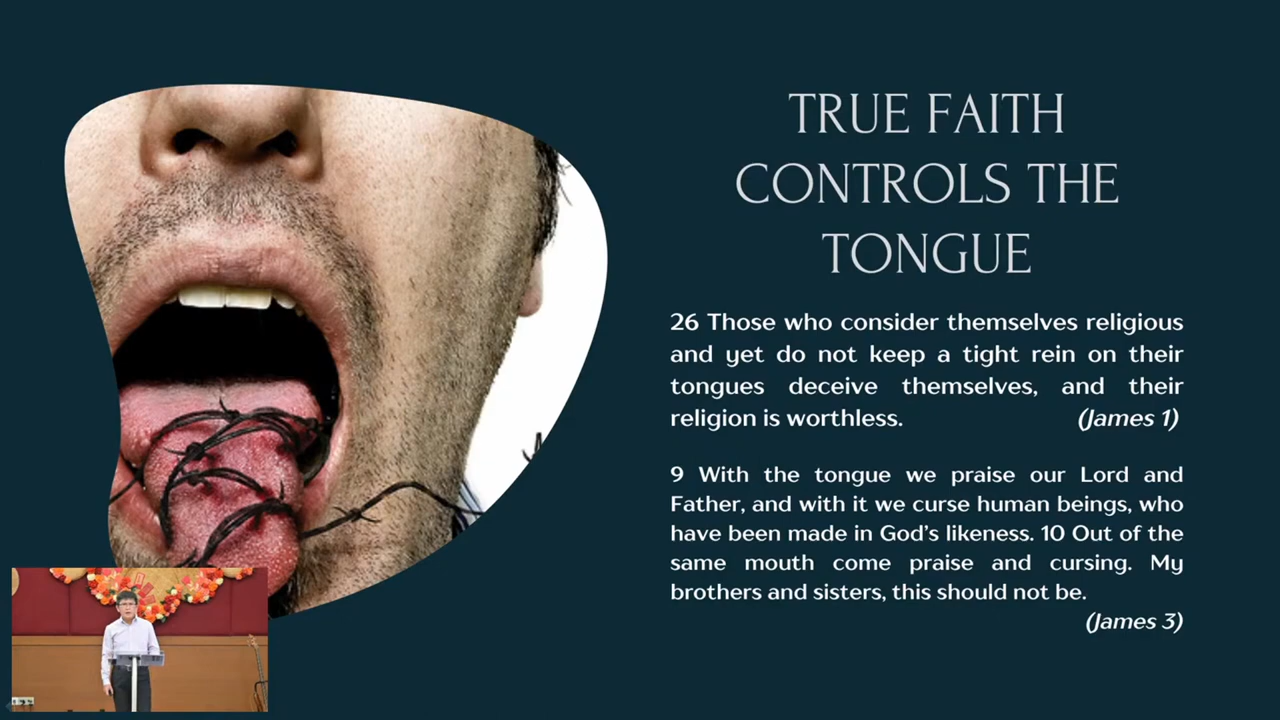 TRUE FAITH
CONTROLS THE
TONGUE
26 Those who consider themselves religious
and yet do not keep a tight rein on their
tongues deceive themselves, and their
religion is worthless. (James 1)
9 With the tongue we praise our Lord and
Father, and with it we curse human beings, who
have been made in God's likeness. 10 Out of the
same mouth come praise and cursing. My
brothers and sisters, this should not be.
(James 3)